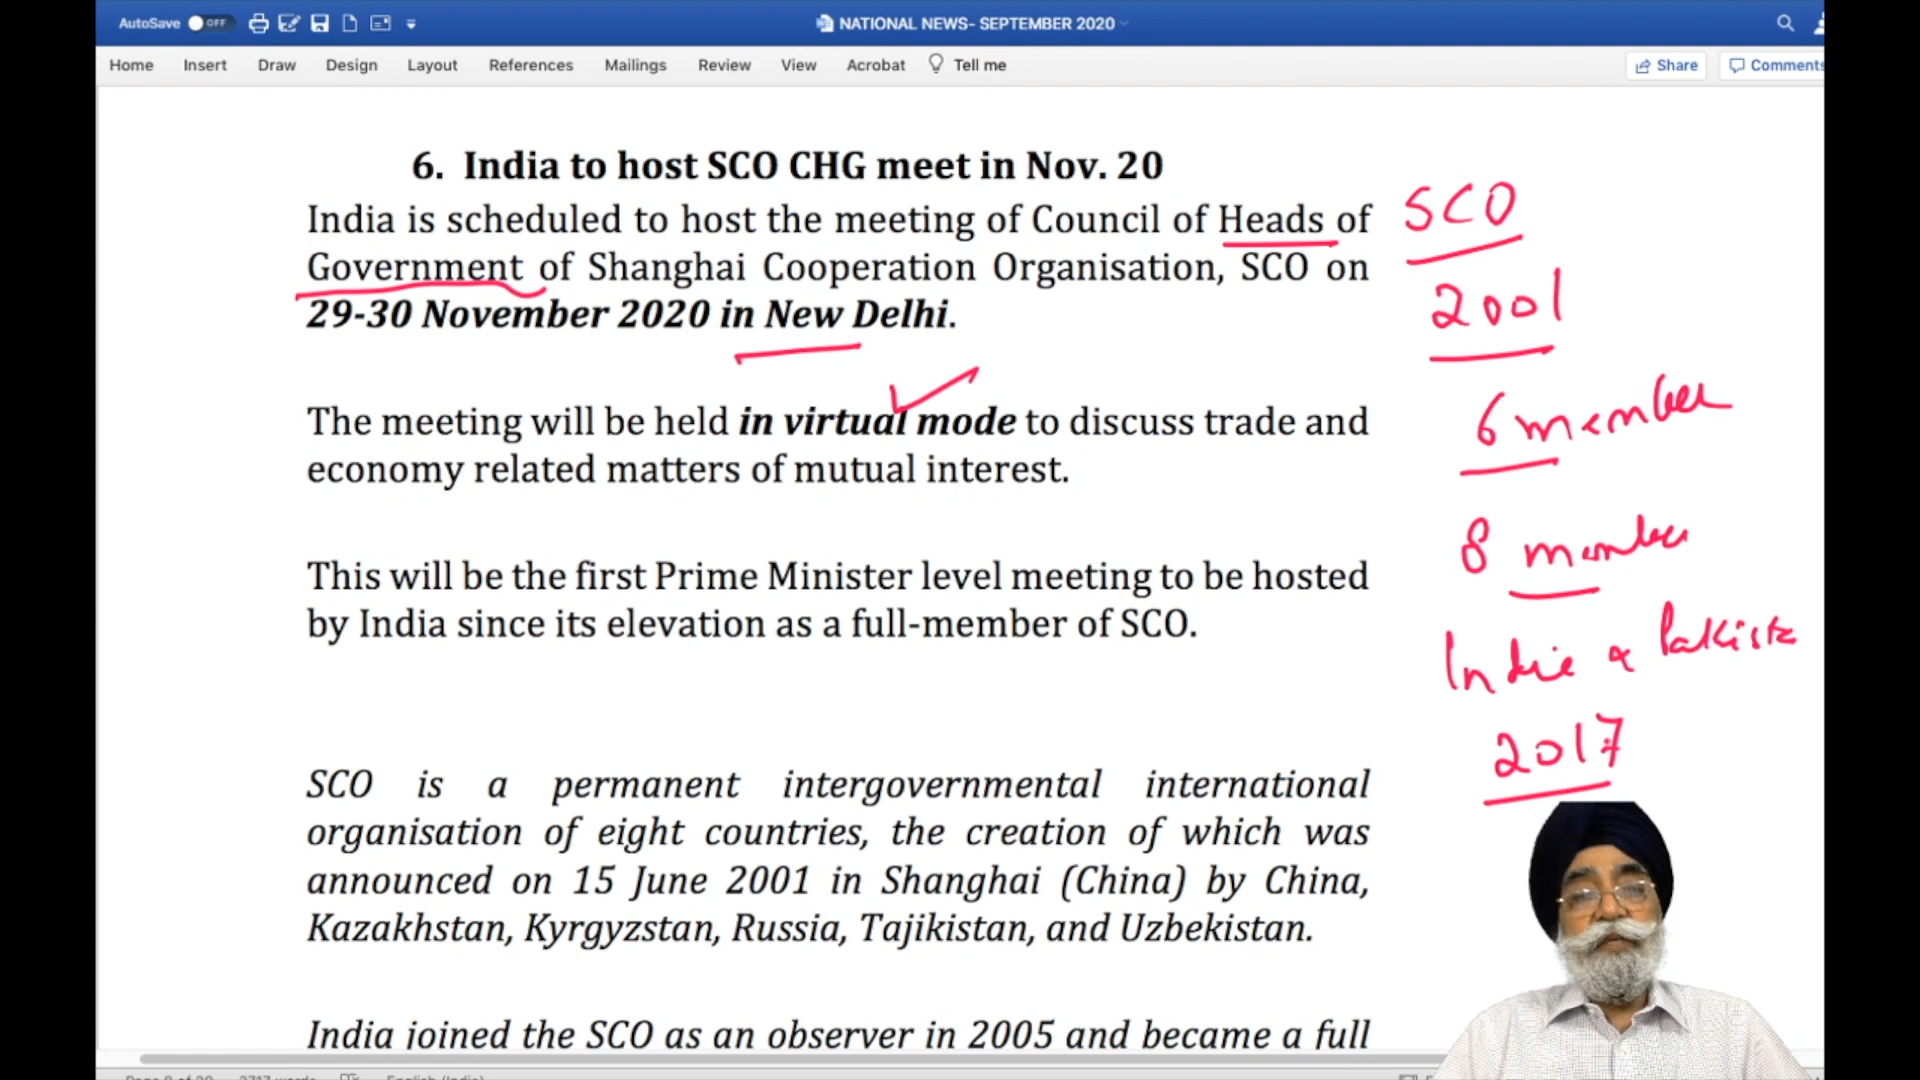 AutoSave OFF
NATIONAL NEWS- SEPTEMBER 2020
Home Insert Draw Design Layout References Mailings Review View Acrobat Tell me Share Comments
6. India to host SCO CHG meet in Nov. 20
India is scheduled to host the meeting of Council of Heads of
Government of Shanghai Cooperation Organisation, SCO on
29-30 November 2020 in New Delhi.
The meeting will be held in virtual mode to discuss trade and
economy related matters of mutual interest.
This will be the first Prime Minister level meeting to be hosted
by India since its elevation as a full-member of SCO.
SCO is a permanent intergovernmental international
organisation of eight countries, the creation of which was
announced on 15 June 2001 in Shanghai (China) by China,
Kazakhstan, Kyrgyzstan, Russia, Tajikistan, and Uzbekistan.
India joined the SCO as an observer in 2005 and became a full
SCO
2001
6 member
8 member
India & Pakista
2017